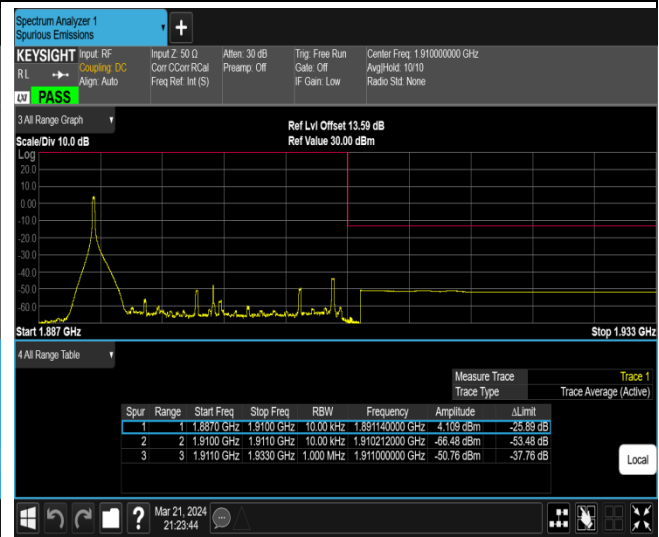 Spectrum Analyzer 1
Spurious Emissions
+
KEYSIGHT Input: RF Input Z: 50 Ω Atten: 30 dB Trig: Free Run Center Freq: 1.910000000 GHz
RL Coupling: DC Corr CCorr RCal Preamp: Off Gate: Off Avg|Hold: 10/10
Align: Auto Freq Ref: Int (S) IF Gain: Low Radio Std: None
LXI PASS
3 All Range Graph
Ref Lvl Offset 13.59 dB
Scale/Div 10.0 dB Ref Value 30.00 dBm
Log
20.0
10.0
0.00
-10.0
-20.0
-30.0
-40.0
-50.0
-60.0
Start 1.887 GHz Stop 1.933 GHz
4 All Range Table
Measure Trace Trace 1
Trace Type Trace Average (Active)
Spur Range Start Freq Stop Freq RBW Frequency Amplitude ΔLimit
1 1 1.8870 GHz 1.9100 GHz 10.00 kHz 1.891140000 GHz 4.109 dBm -25.89 dB
2 2 1.9100 GHz 1.9110 GHz 10.00 kHz 1.910212000 GHz -66.48 dBm -53.48 dB
3 3 1.9110 GHz 1.9330 GHz 1.000 MHz 1.911000000 GHz -50.76 dBm -37.76 dB
Local
? Mar 21, 2024
21:23:44